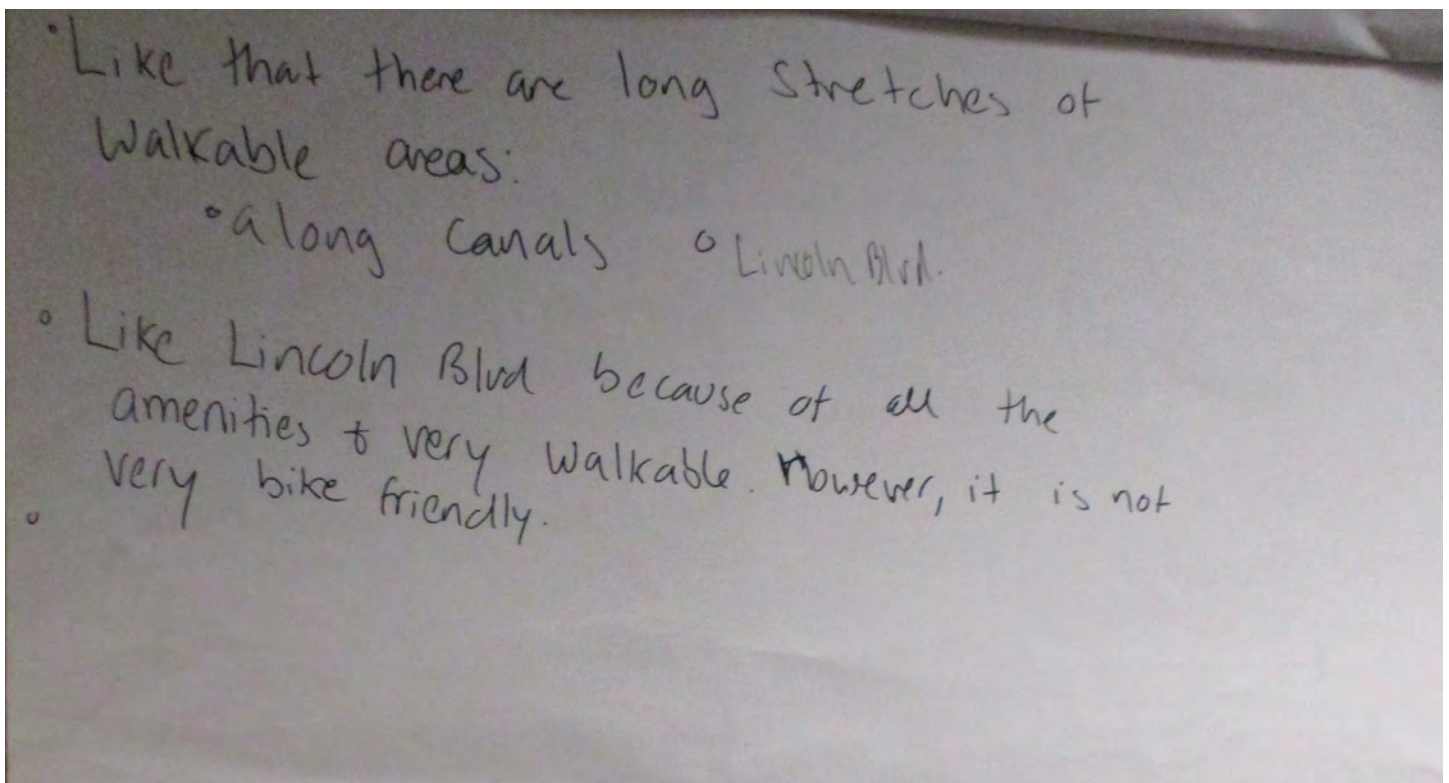 • Like that there are long stretches of
Walkable areas:
• along Canals ○ Lincoln Blvd.
○ Like Lincoln Blvd because of all the
amenities & very walkable. However, it is not
very bike friendly.
○